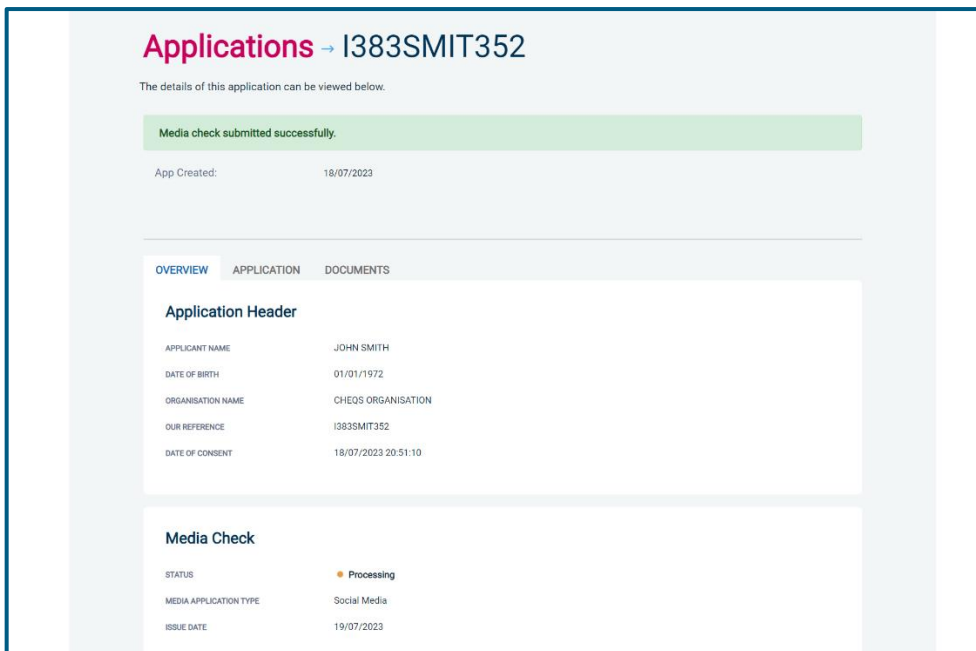 Applications → I383SMIT352
The details of this application can be viewed below.
Media check submitted successfully.
App Created: 18/07/2023
OVERVIEW APPLICATION DOCUMENTS
Application Header
APPLICANT NAME JOHN SMITH
DATE OF BIRTH 01/01/1972
ORGANISATION NAME CHEQS ORGANISATION
OUR REFERENCE I383SMIT352
DATE OF CONSENT 18/07/2023 20:51:10
Media Check
STATUS Processing
MEDIA APPLICATION TYPE Social Media
ISSUE DATE 19/07/2023